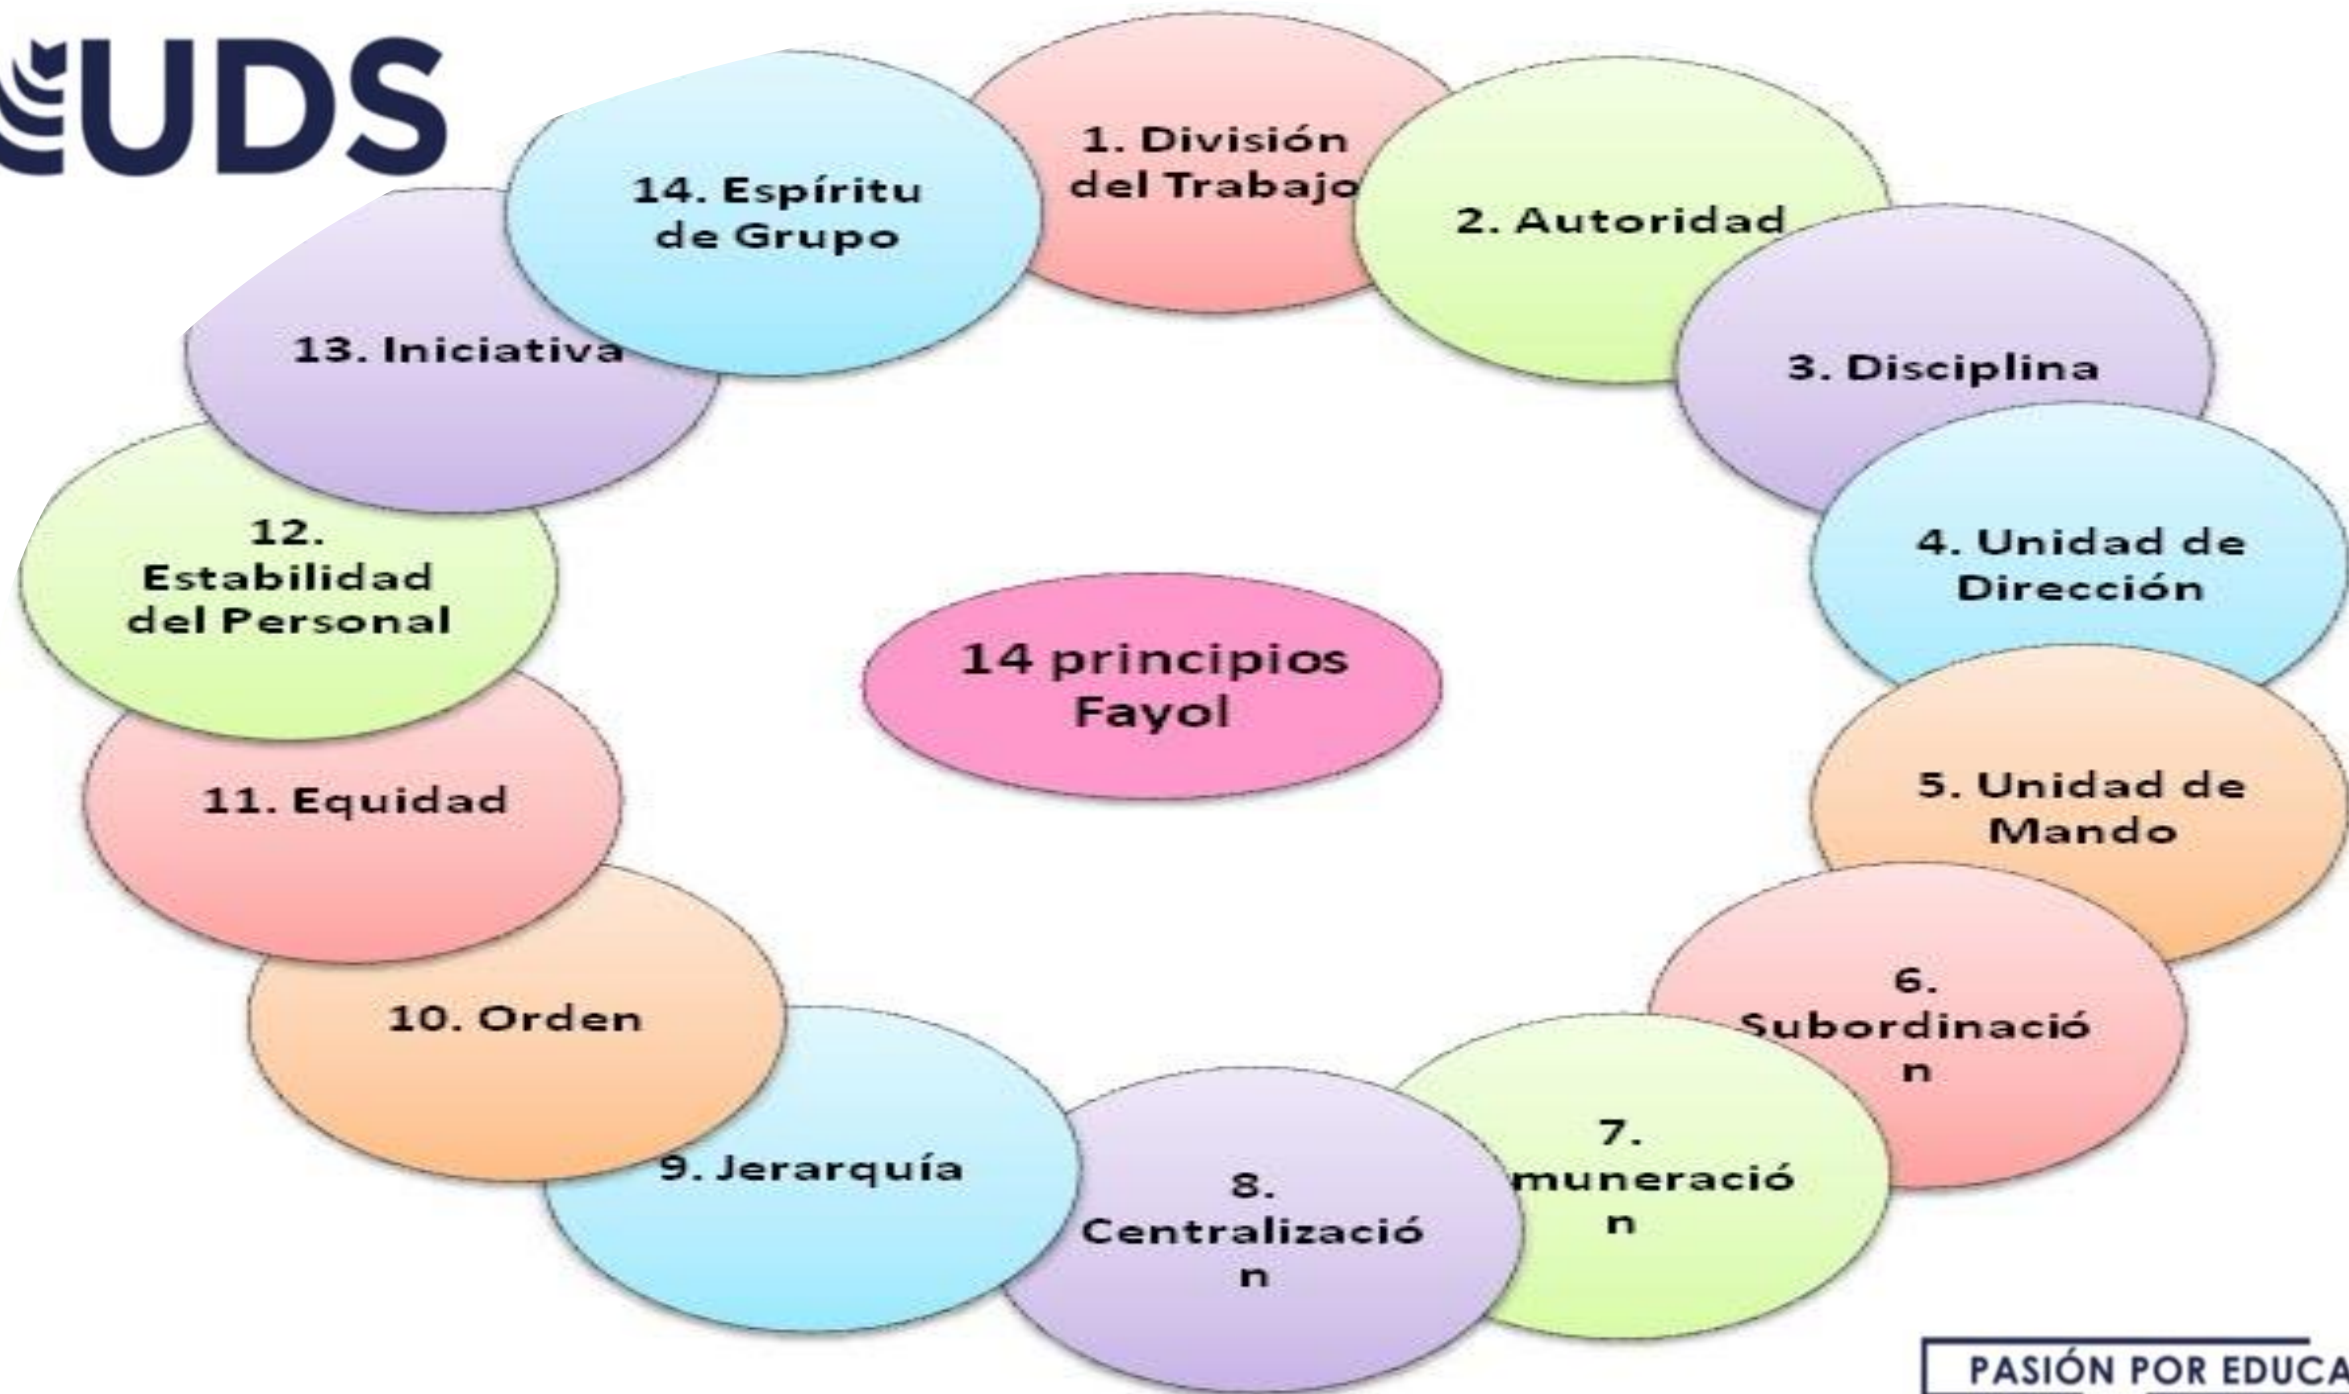 UDS
1. División
del Trabajo
2. Autoridad
3. Disciplina
4. Unidad de
Dirección
5. Unidad de
Mando
6.
Subordinació
n
7.
muneració
n
8.
Centralizació
n
9. Jerarquía
10. Orden
11. Equidad
12.
Estabilidad
del Personal
13. Iniciativa
14. Espíritu
de Grupo
14 principios
Fayol
PASIÓN POR EDUCA